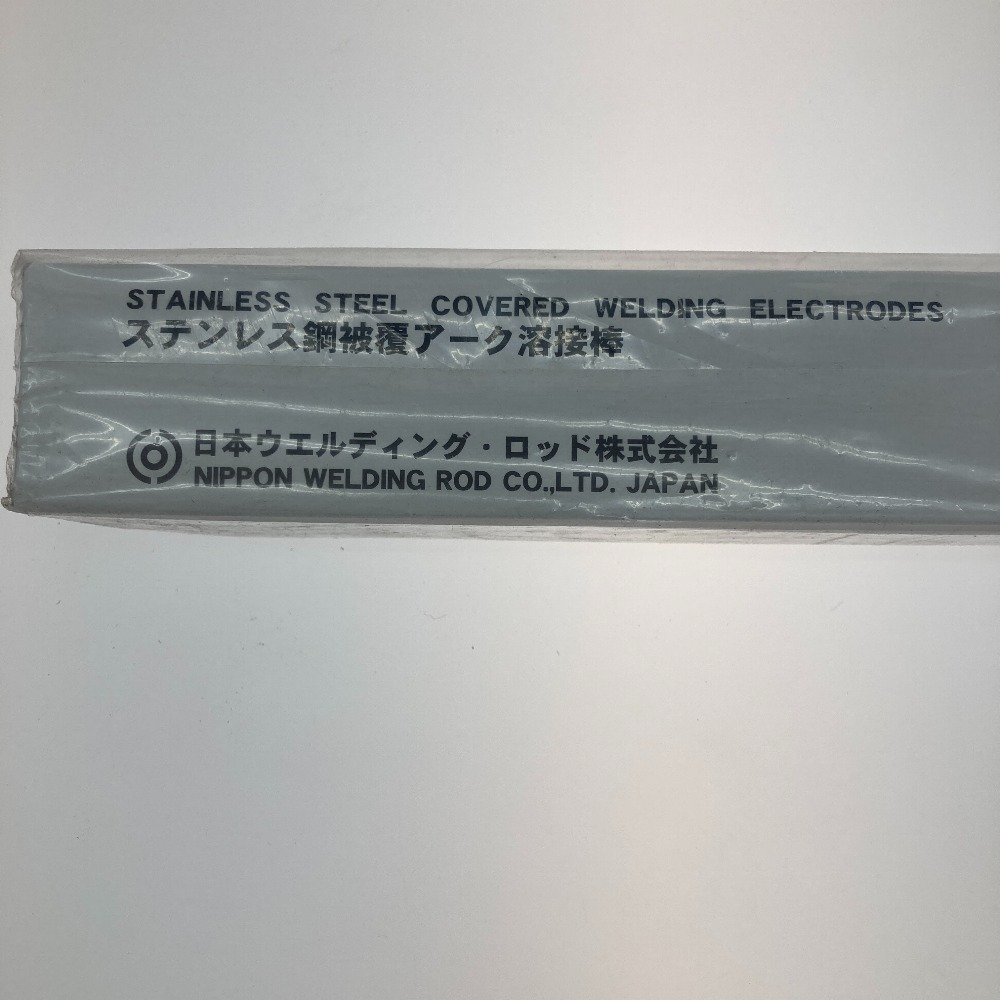 STAINLESS STEEL COVERED WELDING ELECTRODES
ステンレス鋼被覆アーク溶接棒
日本ウエルディング・ロッド株式会社
NIPPON WELDING ROD CO.,LTD. JAPAN